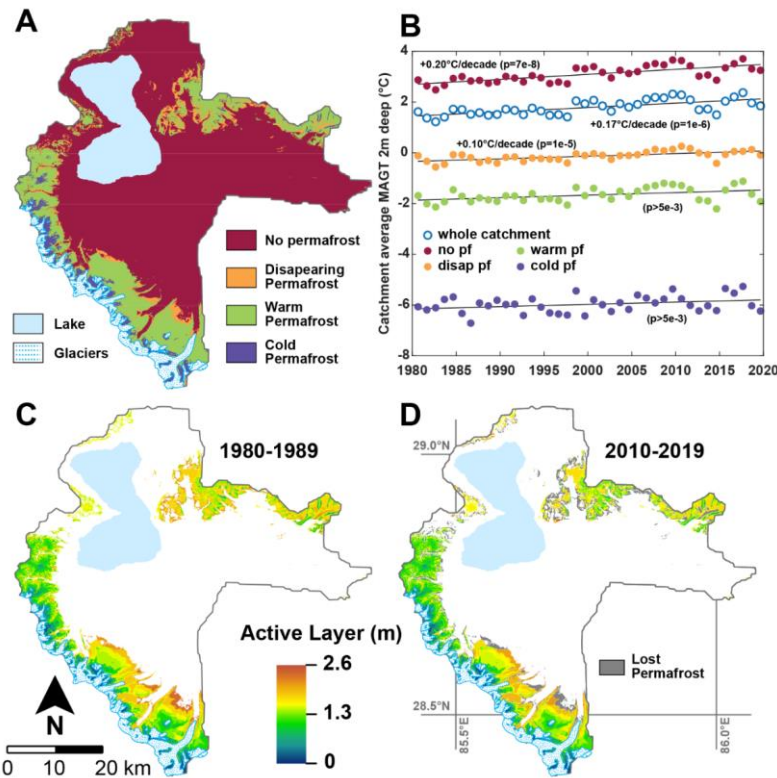 A
No permafrost
Disapearing
Permafrost
Warm
Permafrost
Cold
Permafrost
Lake
Glaciers
B
Catchment average MAGT 2m deep (°C)
4
2
0
-2
-4
-6
-8
+0.20°C/decade (p=7e-8)
+0.17°C/decade (p=1e-6)
+0.10°C/decade (p=1e-5)
(p>5e-3)
whole catchment
no pf
warm pf
disap pf
cold pf
(p>5e-3)
1980 1985 1990 1995 2000 2005 2010 2015 2020
C
1980-1989
Active Layer (m)
2.6
1.3
0
N
0 10 20 km
D
2010-2019
29.0°N
Lost
Permafrost
28.5°N
85.5°E
86.0°E